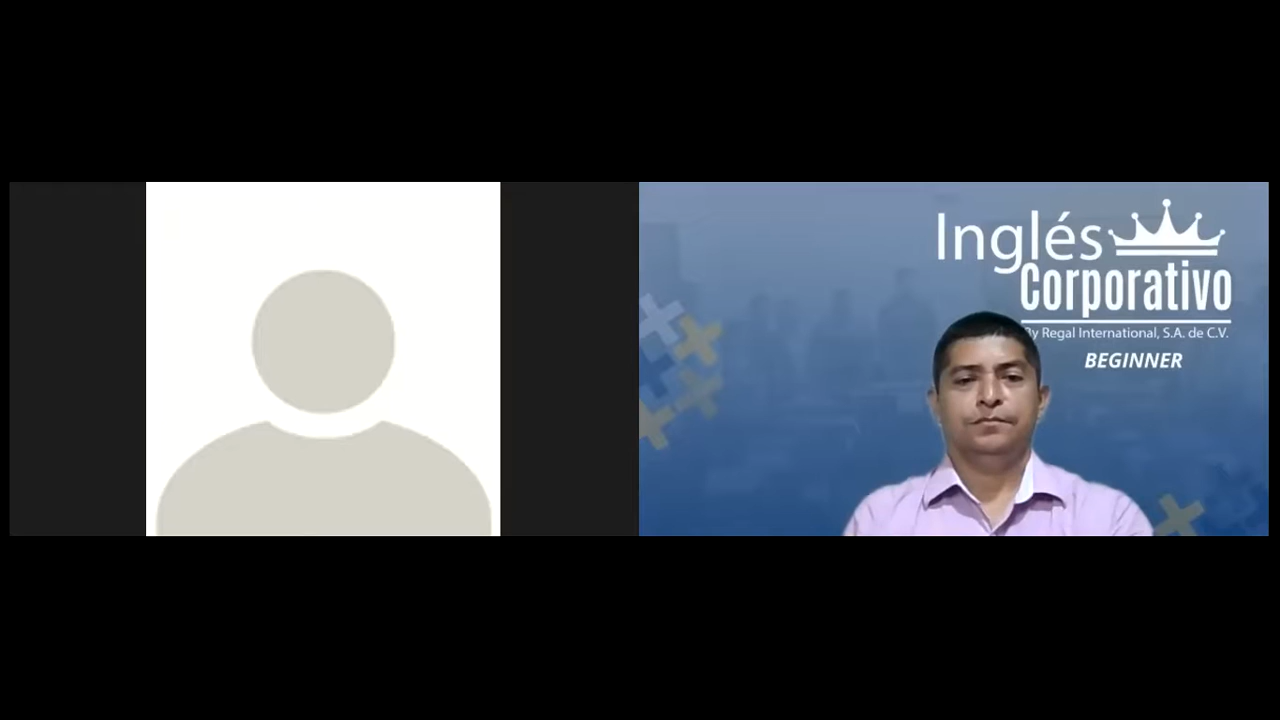 Inglés
Corporativo
By Regal International, S.A. de C.V.
BEGINNER